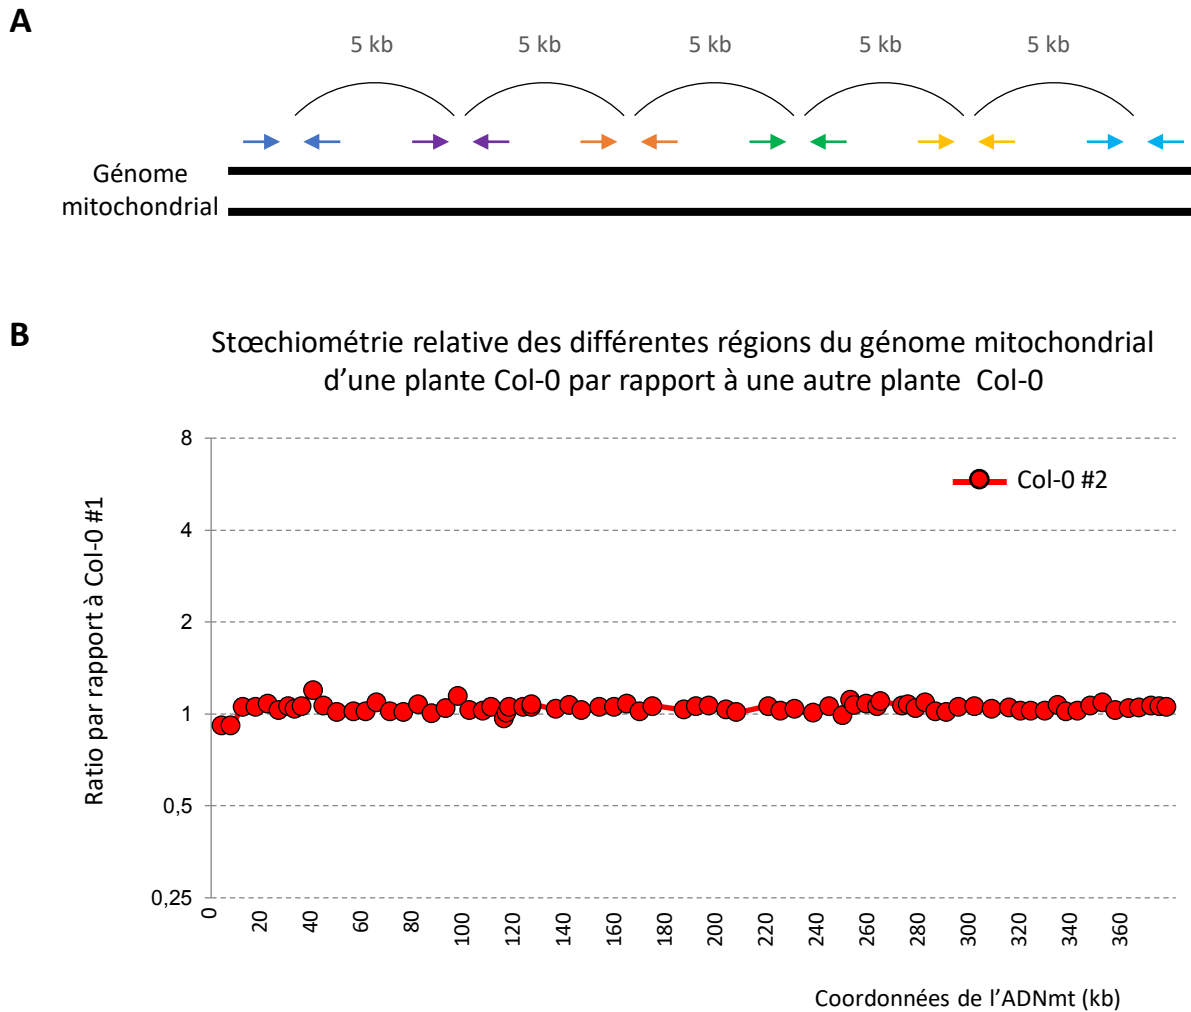 A
5 kb 5 kb 5 kb 5 kb 5 kb
Génome
mitochondrial
B
Stœchiométrie relative des différentes régions du génome mitochondrial
d’une plante Col-0 par rapport à une autre plante Col-0
Ratio par rapport à Col-0 #1
8
4
2
1
0,5
0,25
Col-0 #2
0 20 40 60 80 100 120 140 160 180 200 220 240 260 280 300 320 340 360
Coordonnées de l’ADNmt (kb)